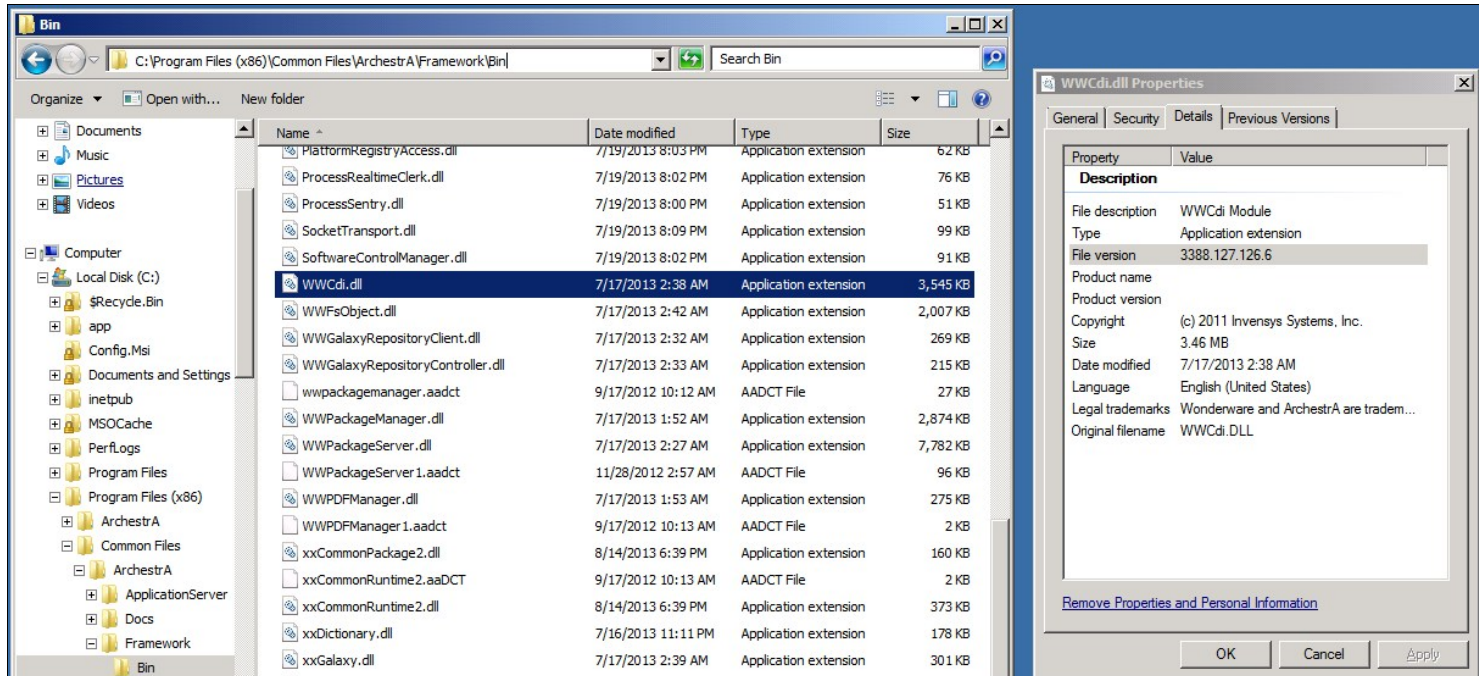 Bin
C:\Program Files (x86)\Common Files\ArchestrA\Framework\Bin
Search Bin
Organize
Open with...
New folder
Documents
Music
Pictures
Videos
Computer
Local Disk (C:)
$Recycle.Bin
app
Config.Msi
Documents and Settings
inetpub
MSOCache
PerfLogs
Program Files
Program Files (x86)
ArchestrA
Common Files
ArchestrA
ApplicationServer
Docs
Framework
Bin
Name Date modified Type Size
PlatformRegistryAccess.dll 7/19/2013 8:03 PM Application extension 62 KB
ProcessRealtimeClerk.dll 7/19/2013 8:02 PM Application extension 76 KB
ProcessSentry.dll 7/19/2013 8:00 PM Application extension 51 KB
SocketTransport.dll 7/19/2013 8:09 PM Application extension 99 KB
SoftwareControlManager.dll 7/19/2013 8:02 PM Application extension 91 KB
WWCdi.dll 7/17/2013 2:38 AM Application extension 3,545 KB
WWFsObject.dll 7/17/2013 2:42 AM Application extension 2,007 KB
WWGalaxyRepositoryClient.dll 7/17/2013 2:32 AM Application extension 269 KB
WWGalaxyRepositoryController.dll 7/17/2013 2:33 AM Application extension 215 KB
wwpackagemanager.aadct 9/17/2012 10:12 AM AADCT File 27 KB
WWPackageManager.dll 7/17/2013 1:52 AM Application extension 2,874 KB
WWPackageServer.dll 7/17/2013 2:27 AM Application extension 7,782 KB
WWPackageServer1.aadct 11/28/2012 2:57 AM AADCT File 96 KB
WWPDFManager.dll 7/17/2013 1:53 AM Application extension 275 KB
WWPDFManager1.aadct 9/17/2012 10:13 AM AADCT File 2 KB
xxCommonPackage2.dll 8/14/2013 6:39 PM Application extension 160 KB
xxCommonRuntime2.aaDCT 9/17/2012 10:13 AM AADCT File 2 KB
xxCommonRuntime2.dll 8/14/2013 6:39 PM Application extension 373 KB
xxDictionary.dll 7/16/2013 11:11 PM Application extension 178 KB
xxGalaxy.dll 7/17/2013 2:39 AM Application extension 301 KB
WWCdi.dll Properties
General Security Details Previous Versions
Property Value
Description
File description WWCdi Module
Type Application extension
File version 3388.127.126.6
Product name
Product version
Copyright (c) 2011 Invensys Systems, Inc.
Size 3.46 MB
Date modified 7/17/2013 2:38 AM
Language English (United States)
Legal trademarks Wonderware and ArchestrA are tradem...
Original filename WWCdi.DLL
Remove Properties and Personal Information
OK Cancel Apply